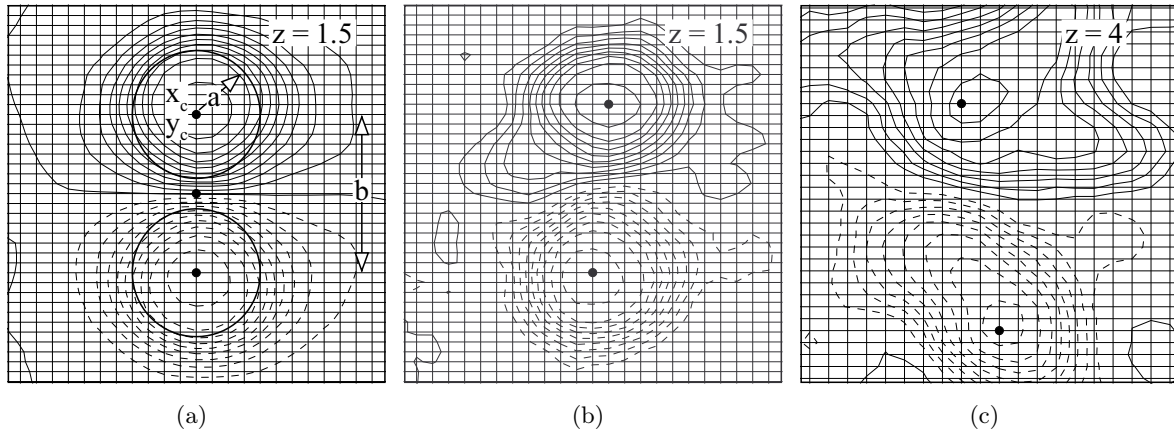 z = 1.5
x_c
a
y_c
b
(a)
z = 1.5
(b)
z = 4
(c)